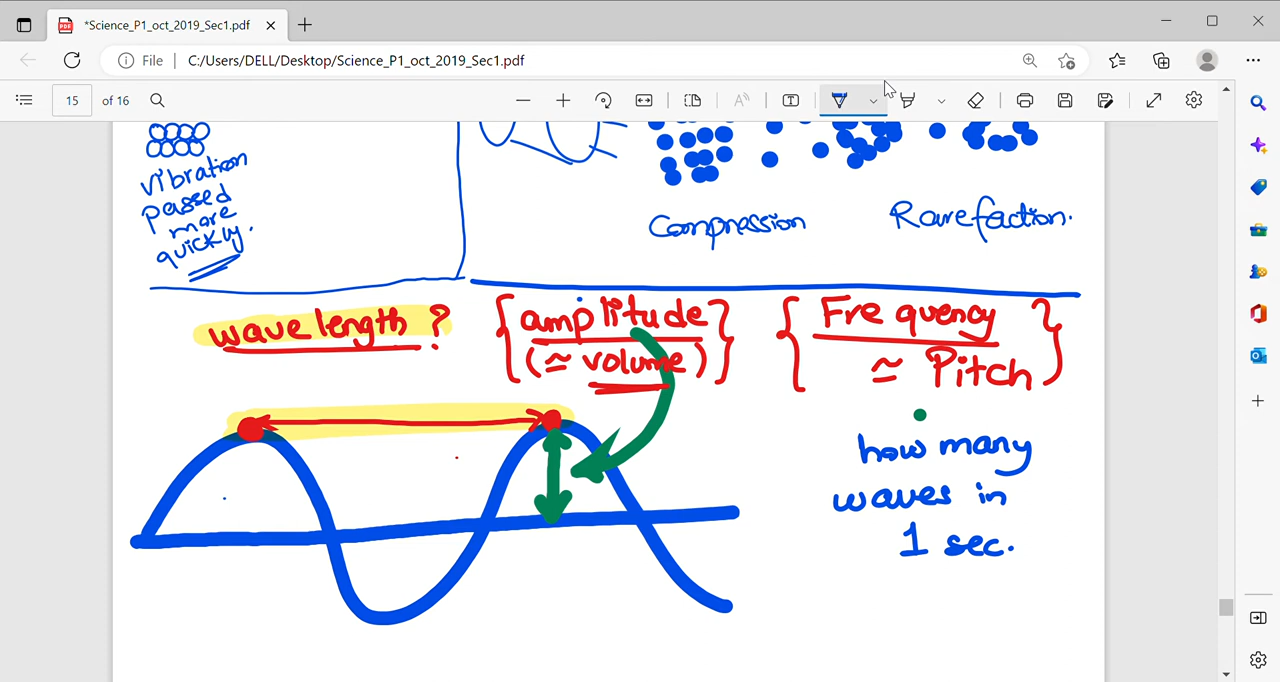 *Science_P1_oct_2019_Sec1.pdf
File
C:/Users/DELL/Desktop/Science_P1_oct_2019_Sec1.pdf
15 of 16
vibration
passed
more
quickly.
Compression
Rarefaction.
wave length ?
{ amplitude }
(≃ volume)
{ Frequency }
≃ Pitch
how many
waves in
1 sec.